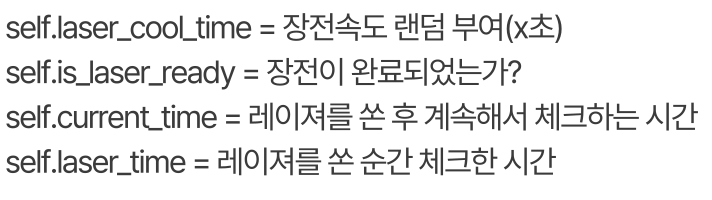 self.laser_cool_time = 장전속도 랜덤 부여(x초)
self.is_laser_ready = 장전이 완료되었는가?
self.current_time = 레이져를 쏜 후 계속해서 체크하는 시간
self.laser_time = 레이져를 쏜 순간 체크한 시간